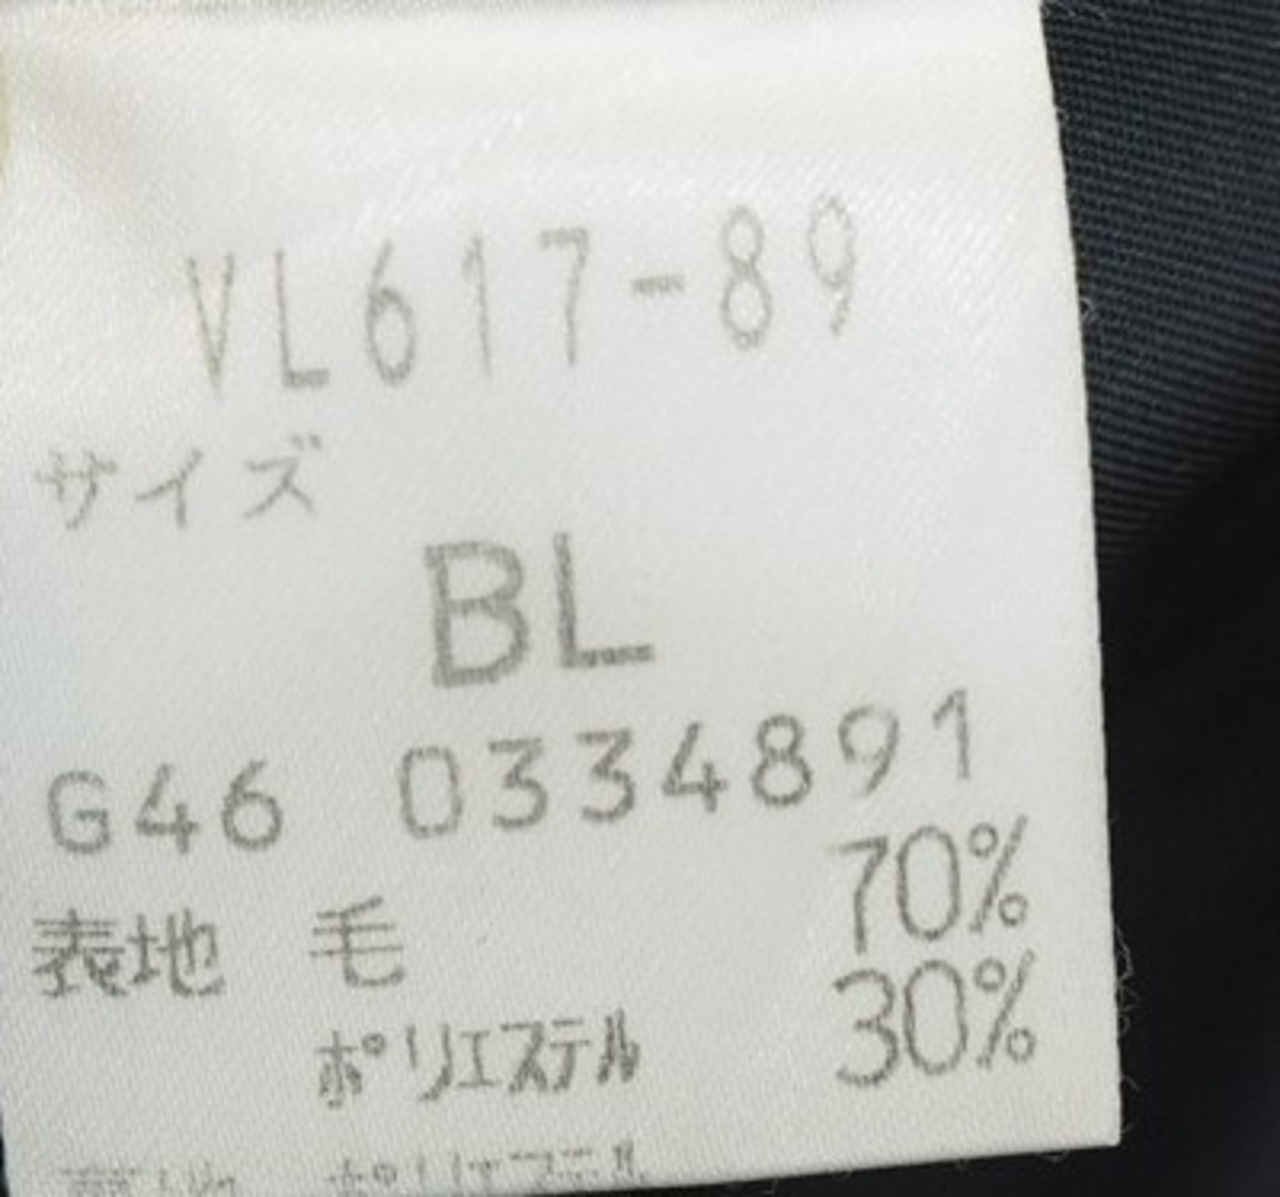 VL617-89
サイズ
BL
G46 0334891
表地 毛 70%
ポリエステル 30%